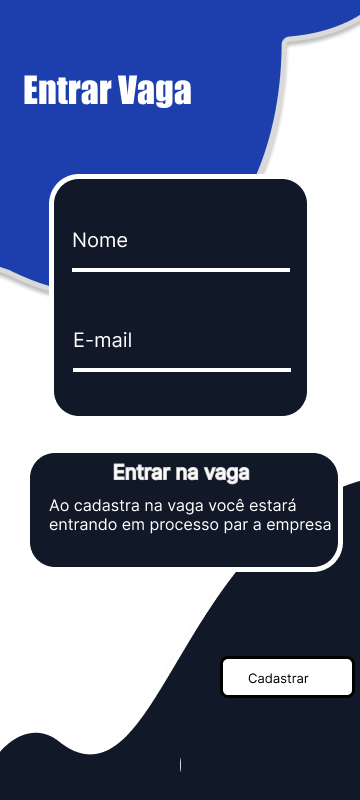 Entrar Vaga
Nome
E-mail
Entrar na vaga
Ao cadastra na vaga você estará
entrando em processo par a empresa
Cadastrar